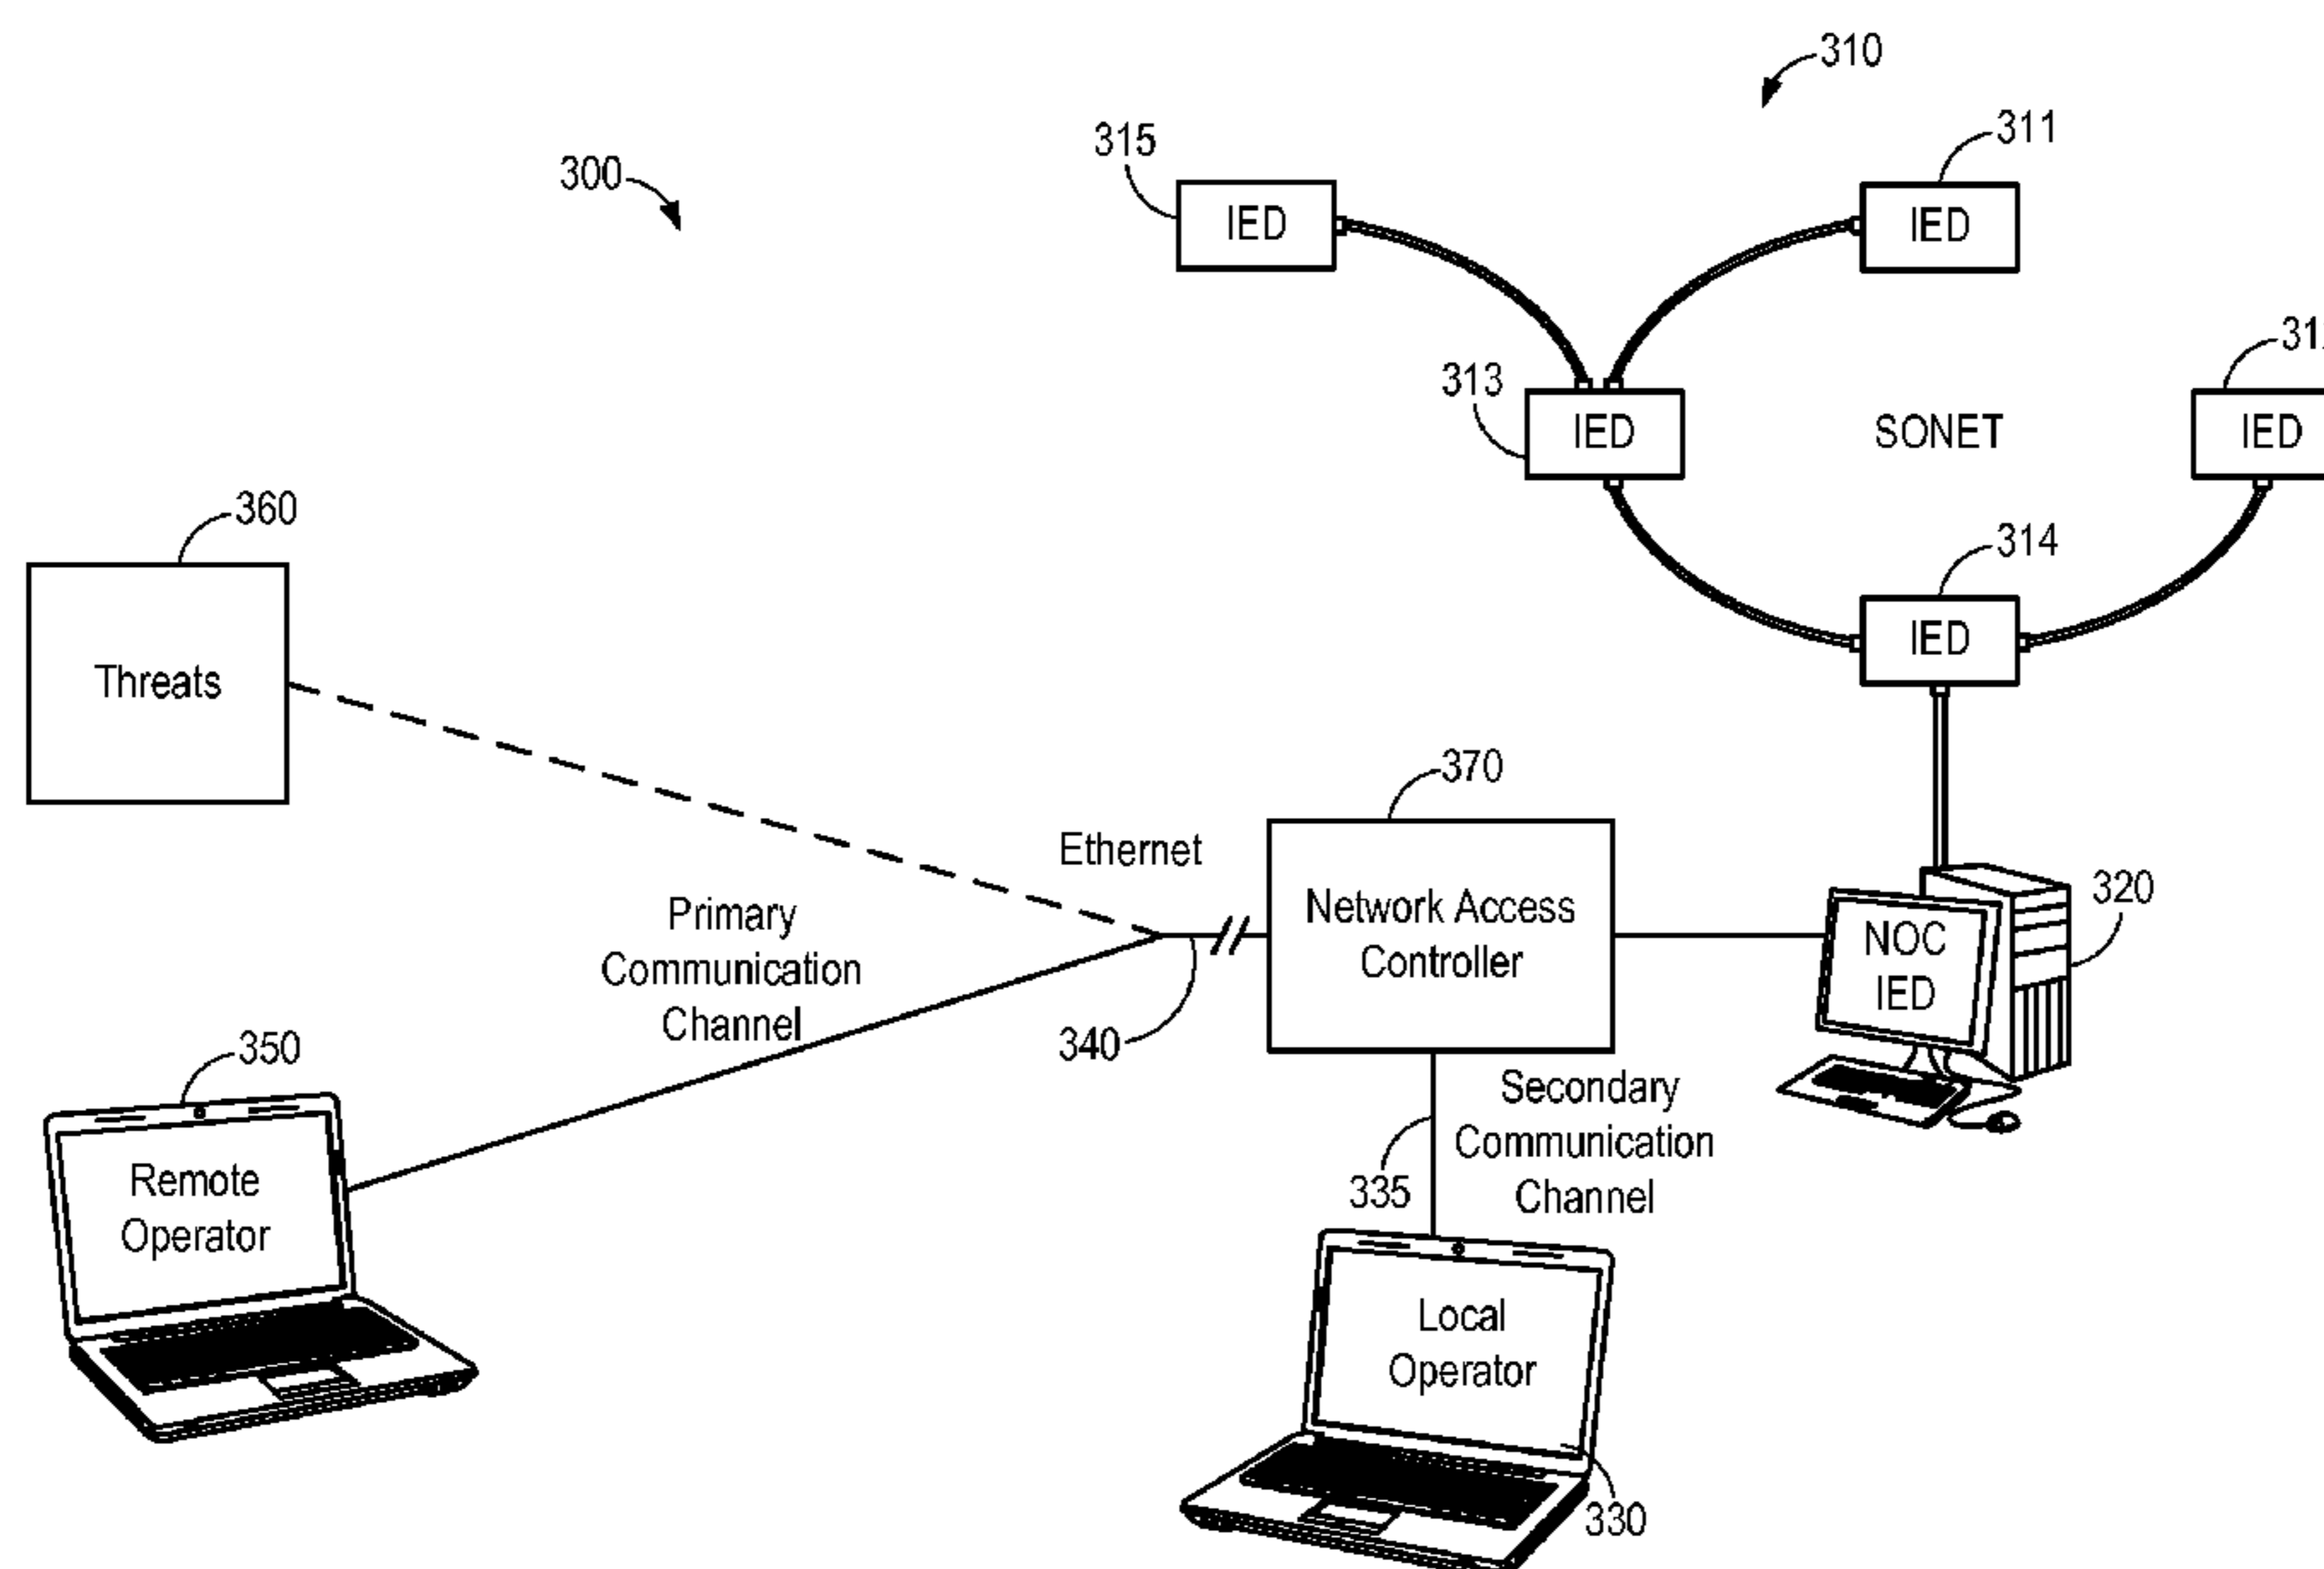 310
311
315
300
IED
IED
313
IED
SONET
IED
360
314
IED
Threats
370
Ethernet
320
Primary
Communication
Channel
Network Access
Controller
NOC
IED
340
350
Secondary
Communication
Channel
335
Remote
Operator
Local
Operator
330